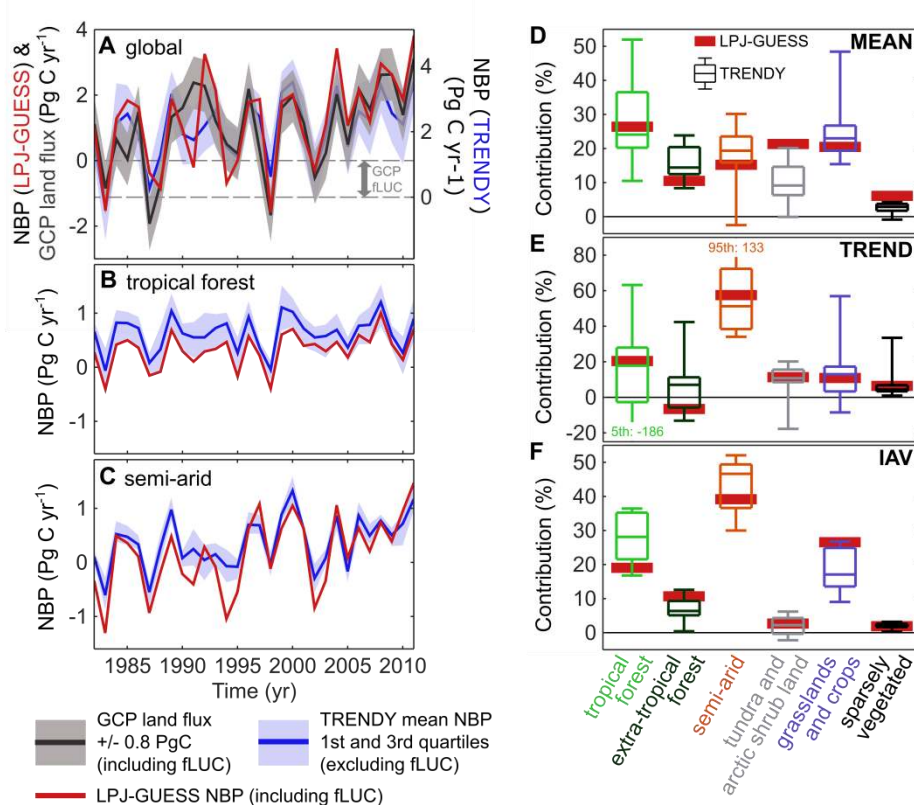 NBP (LPJ-GUESS) &
GCP land flux (Pg C yr⁻¹)
4
2
0
-2
A global
GCP
fLUC
4
2
0
NBP (TRENDY)
(Pg C yr-1)
NBP (Pg C yr⁻¹)
1
0
-1
B tropical forest
NBP (Pg C yr⁻¹)
1
0
-1
C semi-arid
1985 1990 1995 2000 2005 2010
Time (yr)
GCP land flux
+/- 0.8 PgC
(including fLUC)
TRENDY mean NBP
1st and 3rd quartiles
(excluding fLUC)
LPJ-GUESS NBP (including fLUC)
D
LPJ-GUESS
TRENDY
MEAN
Contribution (%)
50
40
30
20
10
0
E
95th: 133
TREND
Contribution (%)
80
60
40
20
0
-20
5th: -186
F
IAV
Contribution (%)
50
40
30
20
10
0
tropical
forest
extra-tropical
forest
semi-arid
tundra and
arctic shrub land
grasslands
and crops
sparsely
vegetated